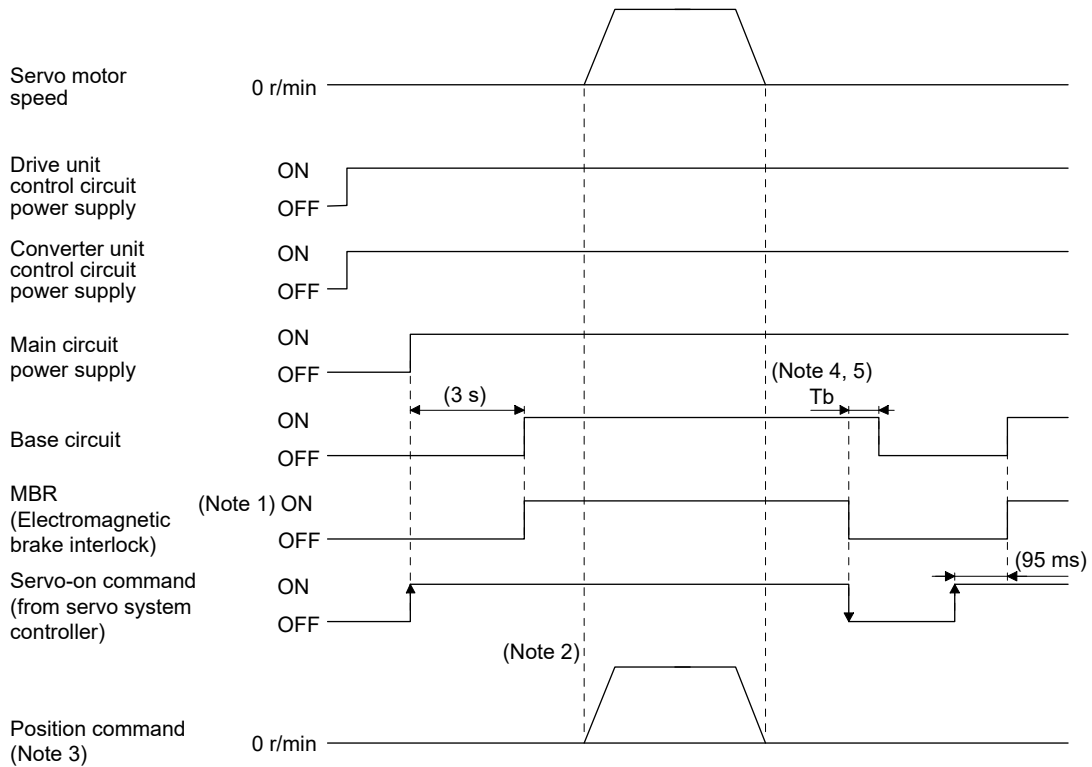 Servo motor
speed
0 r/min
Drive unit
control circuit
power supply
ON
OFF
Converter unit
control circuit
power supply
ON
OFF
Main circuit
power supply
ON
OFF
(3 s)
(Note 4, 5)
Tb
Base circuit
ON
OFF
MBR
(Electromagnetic
brake interlock)
(Note 1) ON
OFF
(95 ms)
Servo-on command
(from servo system
controller)
ON
OFF
(Note 2)
Position command
(Note 3)
0 r/min